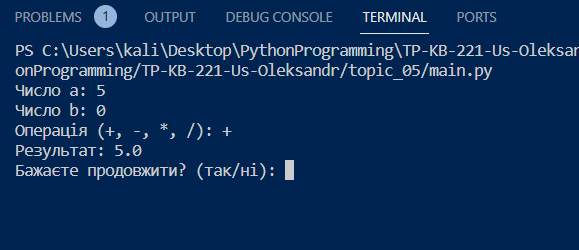 PROBLEMS 1 OUTPUT DEBUG CONSOLE TERMINAL PORTS
PS C:\Users\kali\Desktop\PythonProgramming\TP-KB-221-Us-Oleksan
onProgramming/TP-KB-221-Us-Oleksandr/topic_05/main.py
Число a: 5
Число b: 0
Операція (+, -, *, /): +
Результат: 5.0
Бажаєте продовжити? (так/ні):